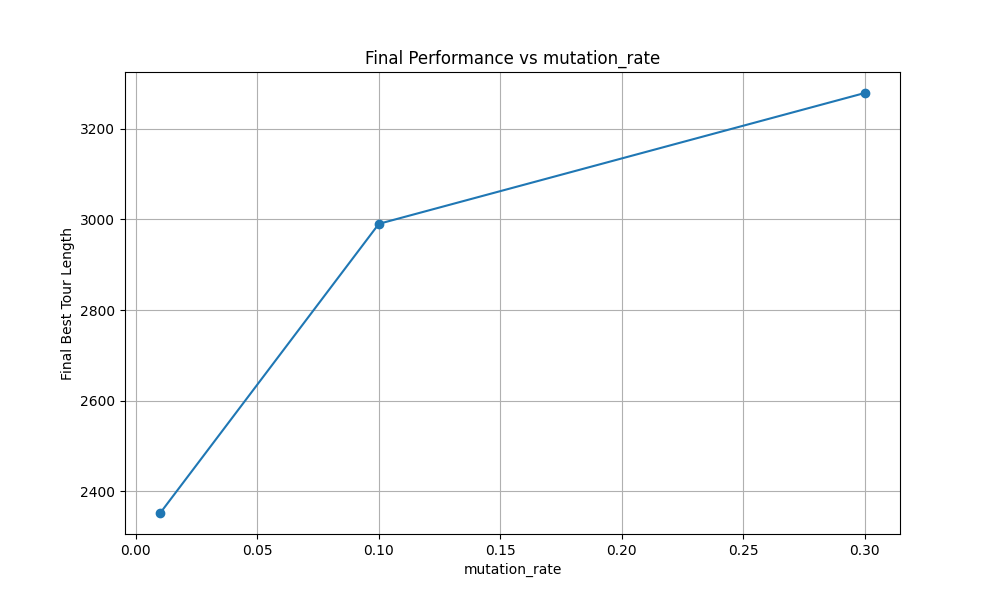 Final Performance vs mutation_rate
Final Best Tour Length
3200
3000
2800
2600
2400
0.00 0.05 0.10 0.15 0.20 0.25 0.30
mutation_rate